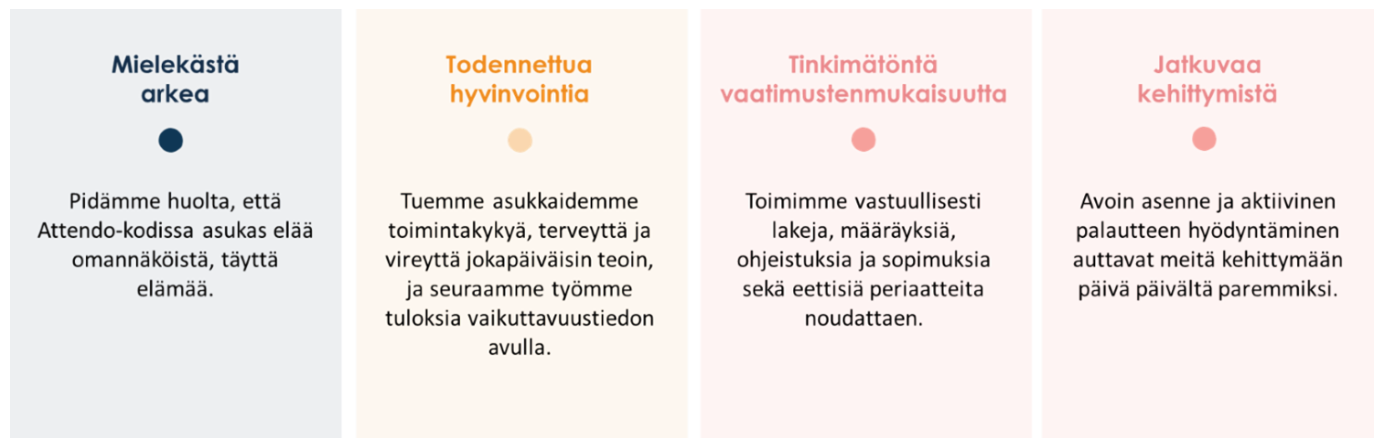 Mielekästä
arkea
Pidämme huolta, että
Attendo-kodissa asukas elää
omannäköistä, täyttä
elämää.
Todennettua
hyvinvointia
Tuemme asukkaidemme
toimintakykyä, terveyttä ja
vireyttä jokapäiväisin teoin,
ja seuraamme työmme
tuloksia vaikuttavuustiedon
avulla.
Tinkimätöntä
vaatimustenmukaisuutta
Toimimme vastuullisesti
lakeja, määräyksiä,
ohjeistuksia ja sopimuksia
sekä eettisiä periaatteita
noudattaen.
Jatkuvaa
kehittymistä
Avoin asenne ja aktiivinen
palautteen hyödyntäminen
auttavat meitä kehittymään
päivä päivältä paremmiksi.